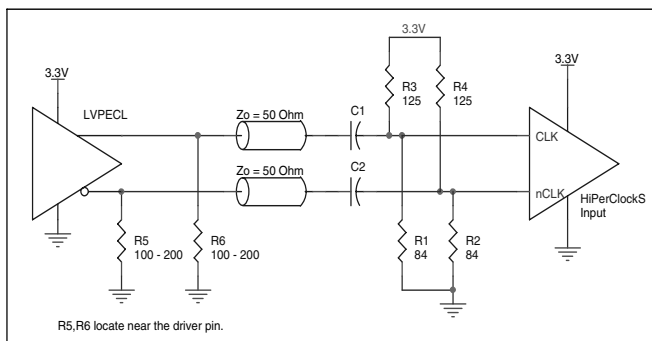 3.3V
3.3V
3.3V
LVPECL
Zo = 50 Ohm
C1
R3
125
R4
125
CLK
Zo = 50 Ohm
C2
nCLK
HiPerClockS
Input
R5
100 - 200
R6
100 - 200
R1
84
R2
84
R5,R6 locate near the driver pin.